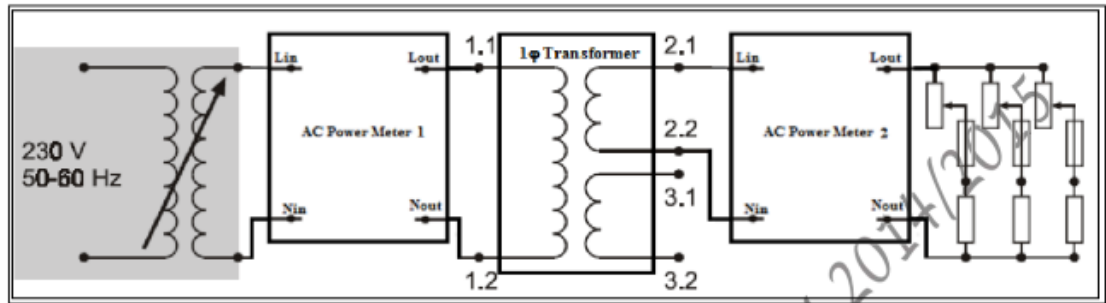 230 V
50-60 Hz
Lin
Lout
AC Power Meter 1
Nin
Nout
1.1
1.2
1φ Transformer
2.1
2.2
3.1
3.2
Lin
Lout
AC Power Meter 2
Nin
Nout
2014/2015